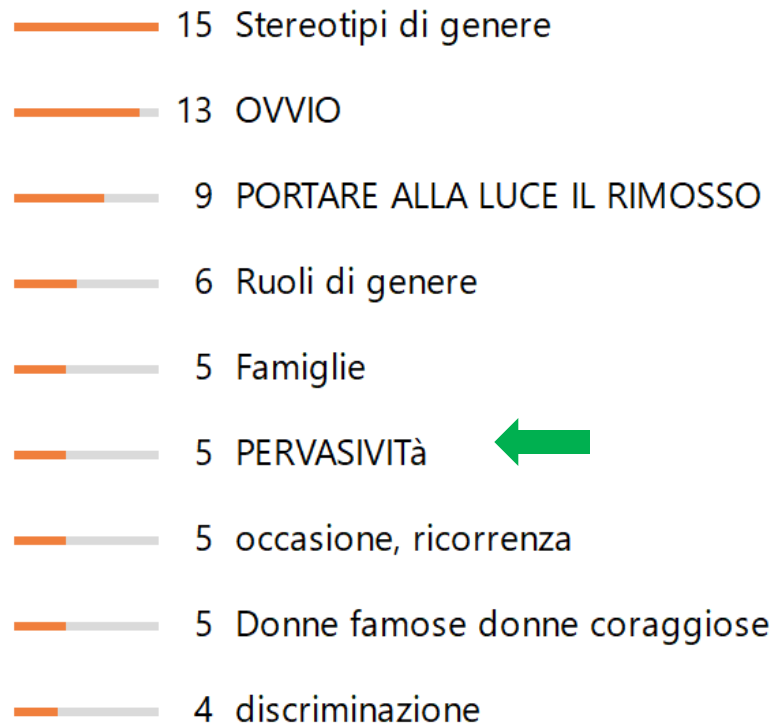 15 Stereotipi di genere
13 OVVIO
9 PORTARE ALLA LUCE IL RIMOSSO
6 Ruoli di genere
5 Famiglie
5 PERVASIVITà
5 occasione, ricorrenza
5 Donne famose donne coraggiose
4 discriminazione